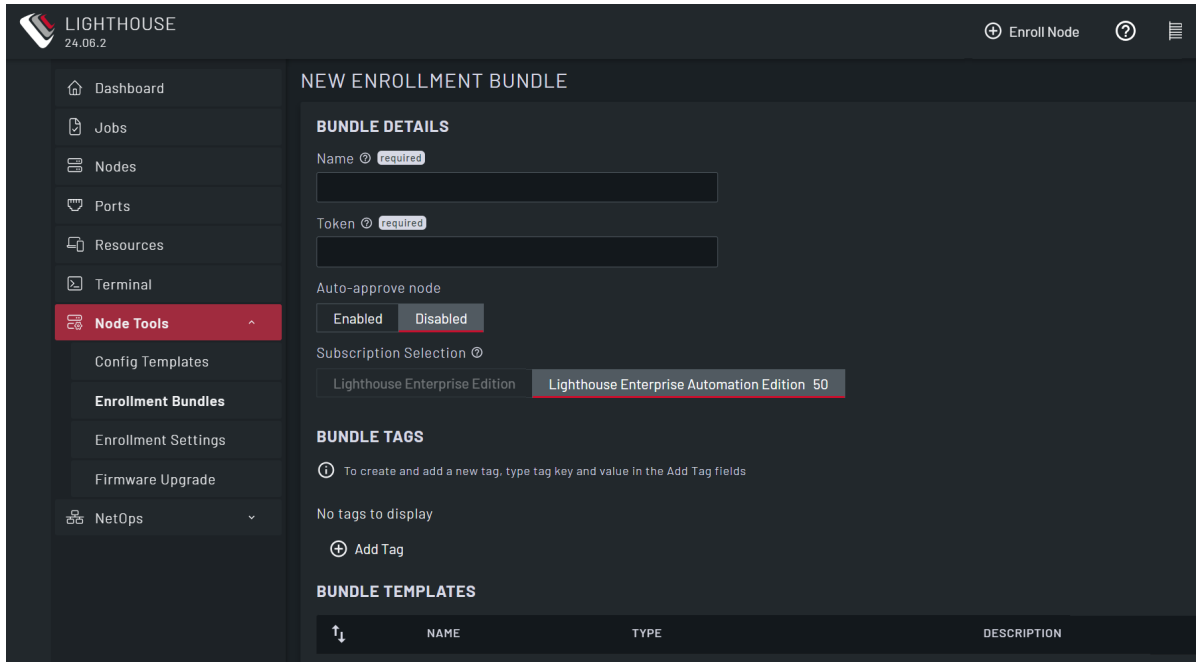 LIGHTHOUSE
24.06.2
Enroll Node
Dashboard
Jobs
Nodes
Ports
Resources
Terminal
Node Tools
Config Templates
Enrollment Bundles
Enrollment Settings
Firmware Upgrade
NetOps
NEW ENROLLMENT BUNDLE
BUNDLE DETAILS
Name required
Token required
Auto-approve node
Enabled Disabled
Subscription Selection
Lighthouse Enterprise Edition Lighthouse Enterprise Automation Edition 50
BUNDLE TAGS
To create and add a new tag, type tag key and value in the Add Tag fields
No tags to display
Add Tag
BUNDLE TEMPLATES
NAME TYPE DESCRIPTION